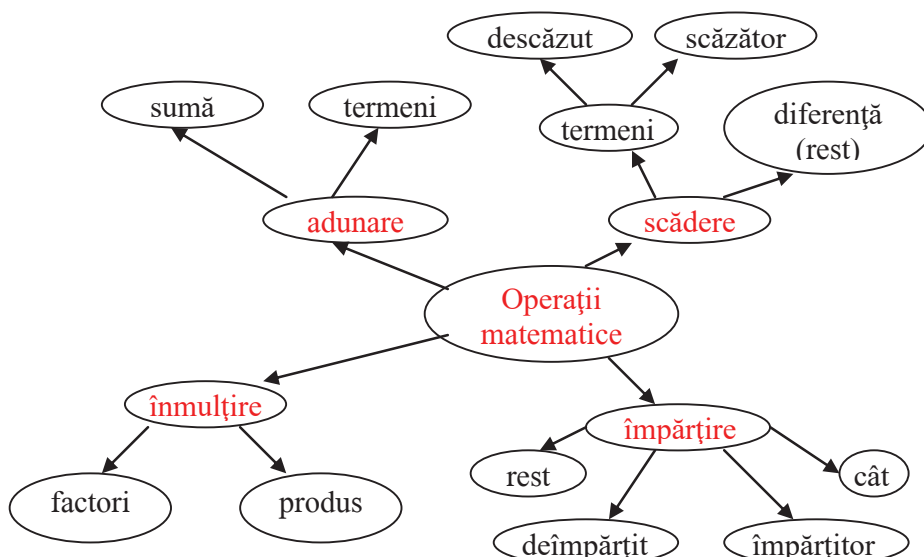 descăzut
scăzător
sumă
termeni
termeni
diferenţă
(rest)
adunare
scădere
Operaţii
matematice
înmulţire
împărţire
rest
cât
factori
produs
deîmpărţit
împărţitor